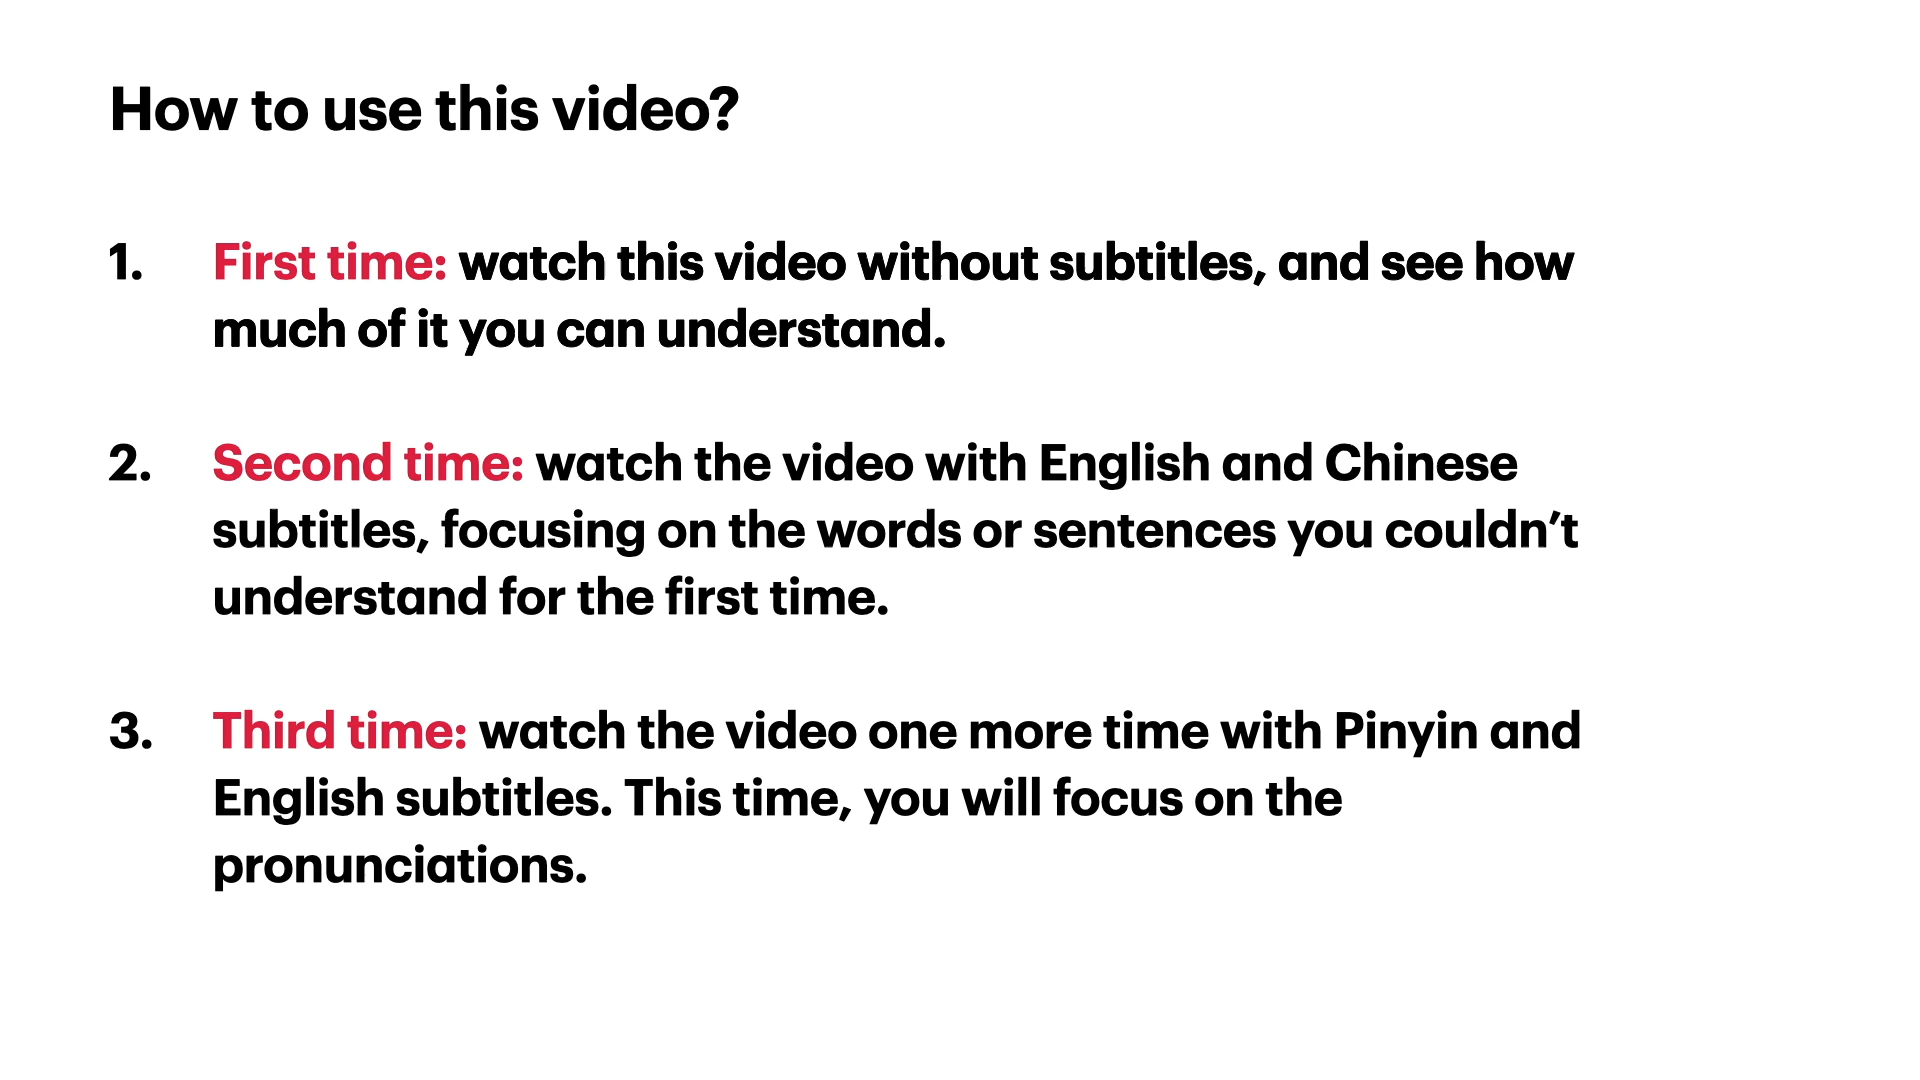 How to use this video?
1. First time: watch this video without subtitles, and see how
much of it you can understand.
2. Second time: watch the video with English and Chinese
subtitles, focusing on the words or sentences you couldn’t
understand for the first time.
3. Third time: watch the video one more time with Pinyin and
English subtitles. This time, you will focus on the
pronunciations.